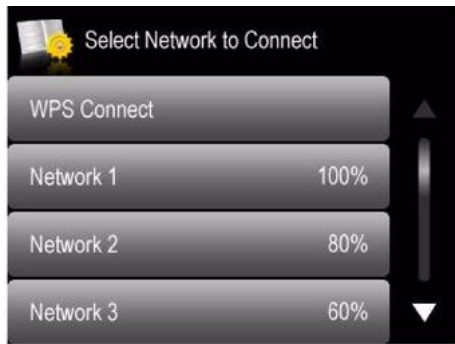 Select Network to Connect
WPS Connect
Network 1 100%
Network 2 80%
Network 3 60%